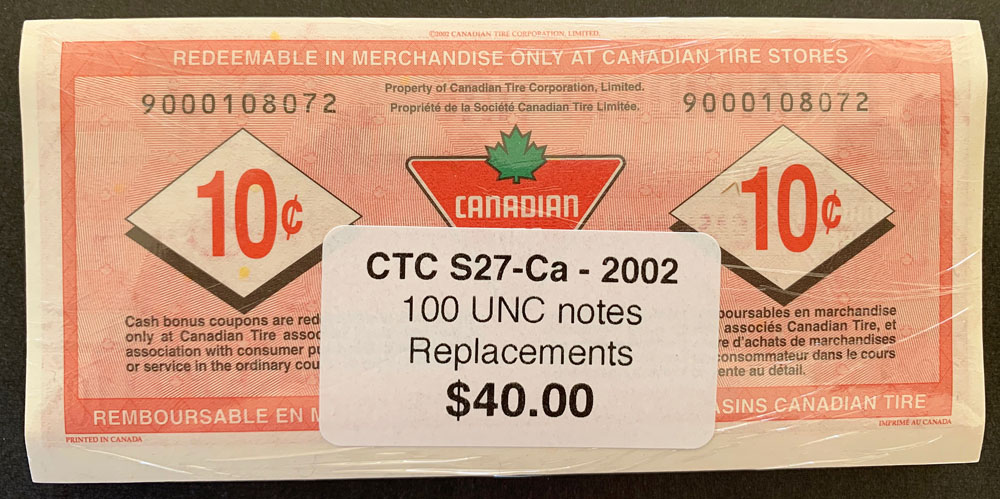 ©2002 CANADIAN TIRE CORPORATION, LIMITED.
REDEEMABLE IN MERCHANDISE ONLY AT CANADIAN TIRE STORES
Property of Canadian Tire Corporation, Limited.
Propriété de la Société Canadian Tire Limitée.
9000108072
9000108072
10¢
CANADIAN
10¢
CTC S27-Ca - 2002
100 UNC notes
Replacements
$40.00
Cash bonus coupons are red
only at Canadian Tire assoc
association with consumer pu
or service in the ordinary cou
boursables en marchandise
associés Canadian Tire, et
re d'achats de marchandises
consommateur dans le cours
ente au détail.
REMBOURSABLE EN M
ASINS CANADIAN TIRE
PRINTED IN CANADA
IMPRIMÉ AU CANADA